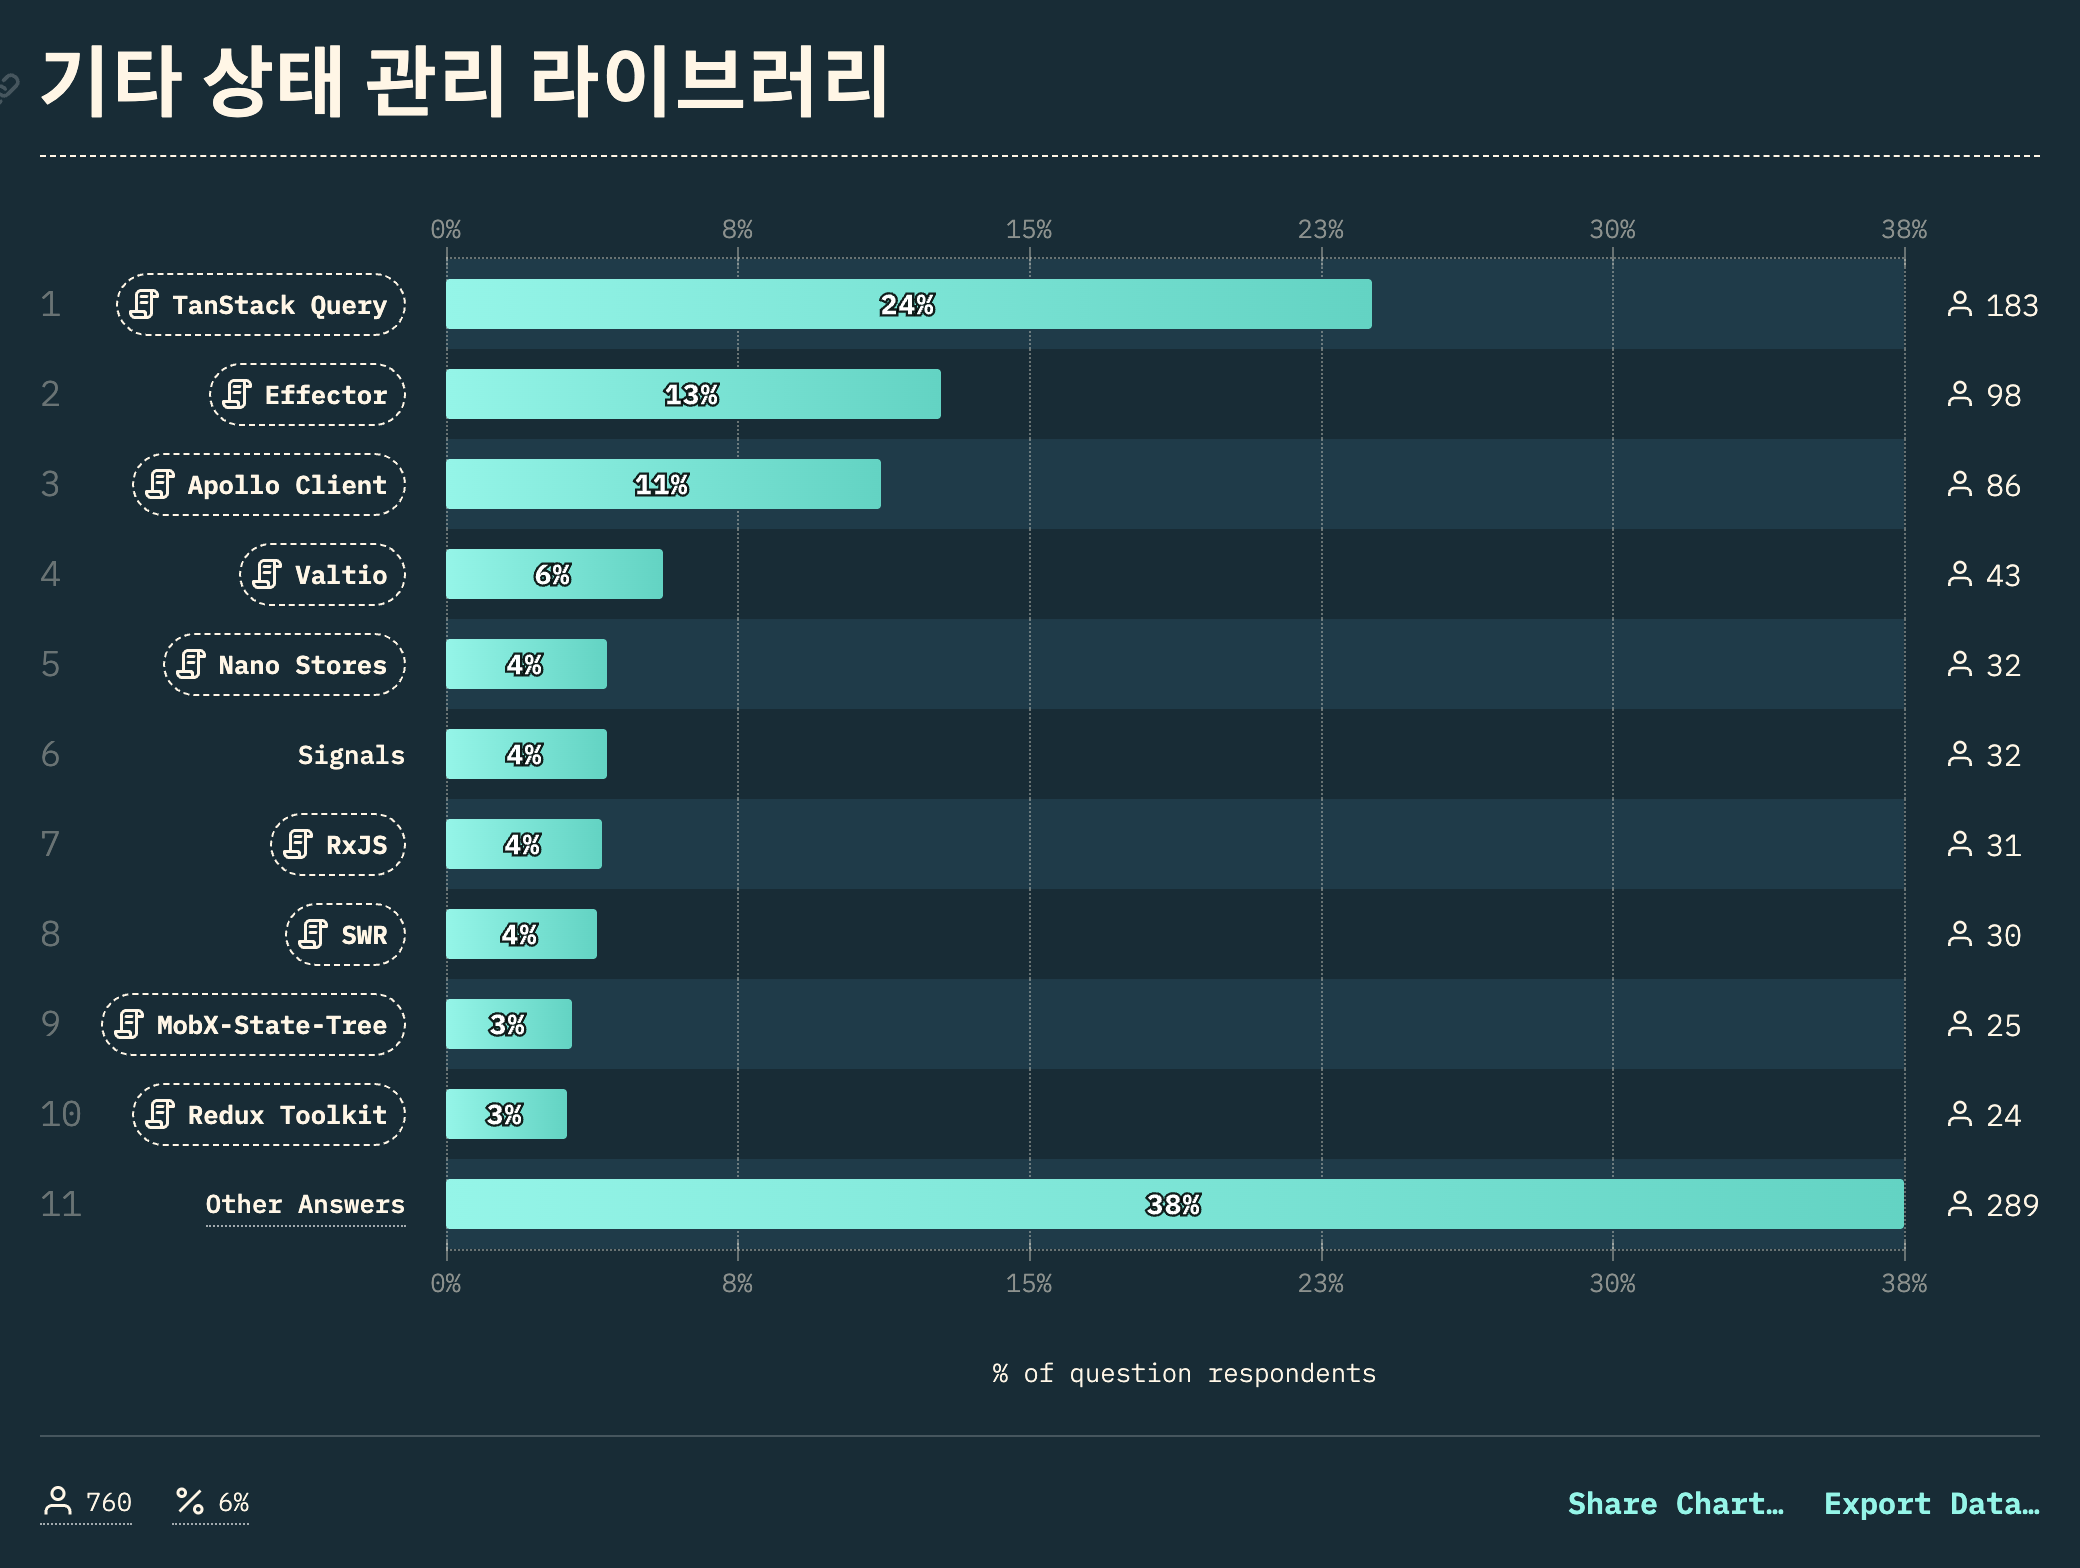 기타 상태 관리 라이브러리
0% 8% 15% 23% 30% 38%
1 TanStack Query 24% 183
2 Effector 13% 98
3 Apollo Client 11% 86
4 Valtio 6% 43
5 Nano Stores 4% 32
6 Signals 4% 32
7 RxJS 4% 31
8 SWR 4% 30
9 MobX-State-Tree 3% 25
10 Redux Toolkit 3% 24
11 Other Answers 38% 289
0% 8% 15% 23% 30% 38%
% of question respondents
760 % 6% Share Chart… Export Data…